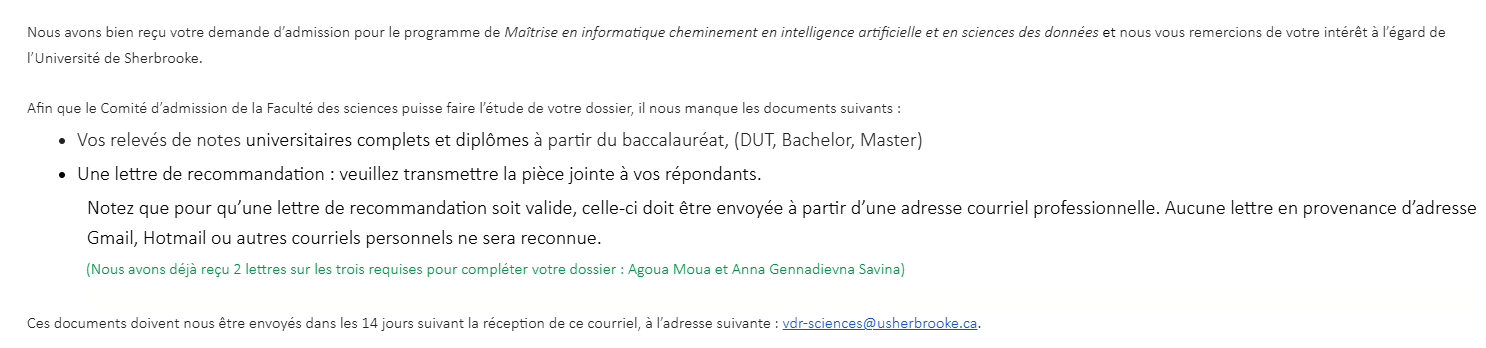 Nous avons bien reçu votre demande d’admission pour le programme de Maîtrise en informatique cheminement en intelligence artificielle et en sciences des données et nous vous remercions de votre intérêt à l’égard de
l’Université de Sherbrooke.
Afin que le Comité d’admission de la Faculté des sciences puisse faire l’étude de votre dossier, il nous manque les documents suivants :
• Vos relevés de notes universitaires complets et diplômes à partir du baccalauréat, (DUT, Bachelor, Master)
• Une lettre de recommandation : veuillez transmettre la pièce jointe à vos répondants.
Notez que pour qu’une lettre de recommandation soit valide, celle-ci doit être envoyée à partir d’une adresse courriel professionnelle. Aucune lettre en provenance d’adresse
Gmail, Hotmail ou autres courriels personnels ne sera reconnue.
(Nous avons déjà reçu 2 lettres sur les trois requises pour compléter votre dossier : Agoua Moua et Anna Gennadievna Savina)
Ces documents doivent nous être envoyés dans les 14 jours suivant la réception de ce courriel, à l’adresse suivante : vdr-sciences@usherbrooke.ca.